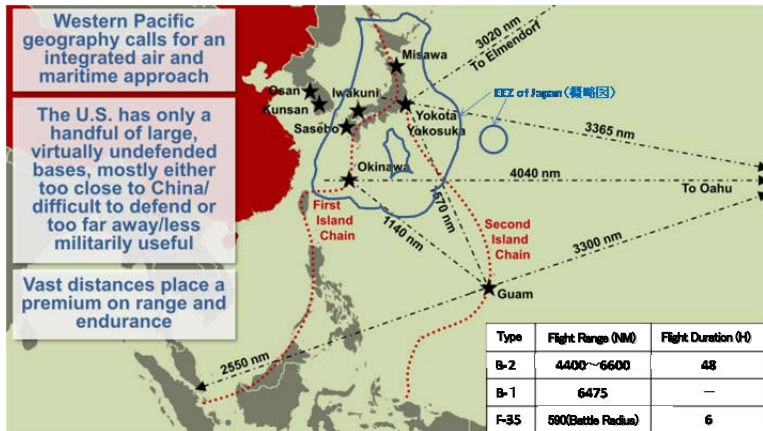 Western Pacific
geography calls for an
integrated air and
maritime approach
The U.S. has only a
handful of large,
virtually undefended
bases, mostly either
too close to China/
difficult to defend or
too far away/less
militarily useful
Vast distances place a
premium on range and
endurance
3020 nm
To Elmendorf
Misawa
Osan
Iwakuni
Kunsan
Sasebo
Yokota
Yokosuka
EEZ of Japan(概略図)
3365 nm
Okinawa
4040 nm
To Oahu
First
Island
Chain
1140 nm
1570 nm
Second
Island
Chain
3300 nm
Guam
2550 nm
Type Flight Range (NM) Flight Duration (H)
B-2 4400～6600 48
B-1 6475 —
F-35 590(Battle Radius) 6